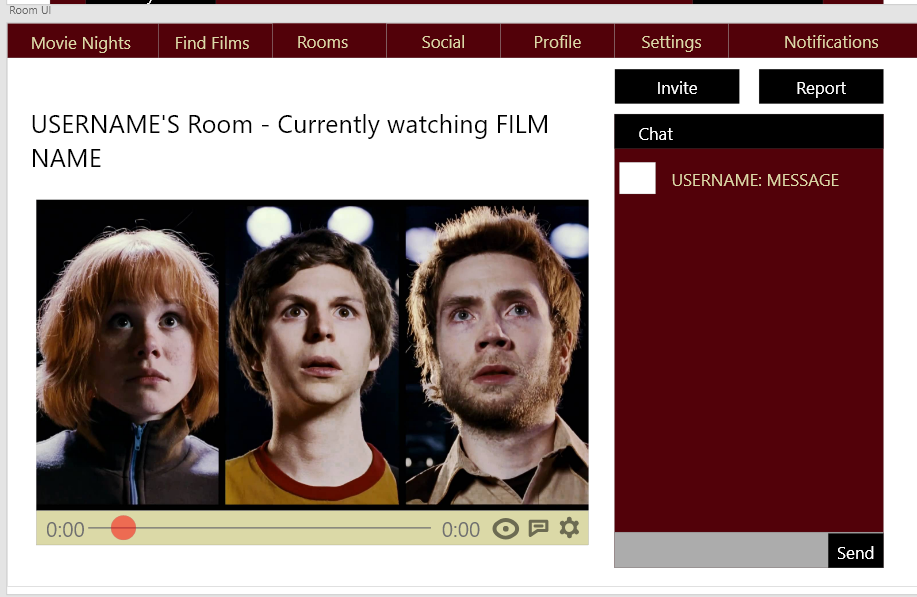 Room UI
Movie Nights
Find Films
Rooms
Social
Profile
Settings
Notifications
Invite
Report
USERNAME'S Room - Currently watching FILM
NAME
Chat
USERNAME: MESSAGE
0:00
0:00
Send